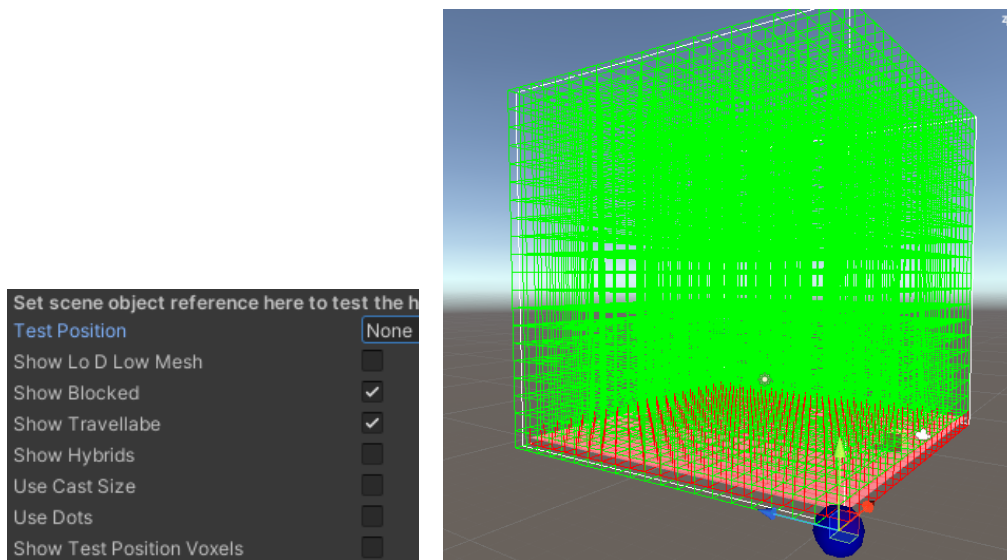 Set scene object reference here to test the h
Test Position None
Show Lo D Low Mesh
Show Blocked
Show Travellabe
Show Hybrids
Use Cast Size
Use Dots
Show Test Position Voxels
z